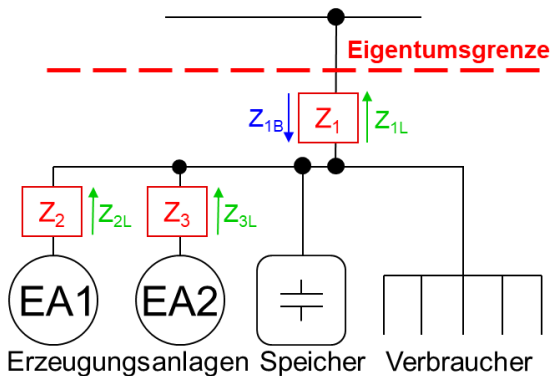 Eigentumsgrenze
Z1B
Z1
Z1L
Z2
Z2L
Z3
Z3L
EA1
EA2
Erzeugungsanlagen
Speicher
Verbraucher